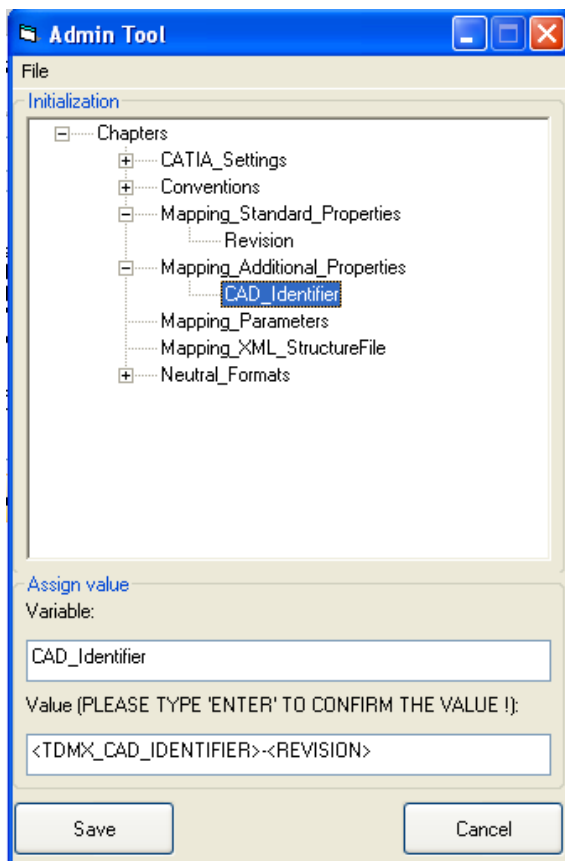 Admin Tool
File
Initialization
Chapters
CATIA_Settings
Conventions
Mapping_Standard_Properties
Revision
Mapping_Additional_Properties
CAD_Identifier
Mapping_Parameters
Mapping_XML_StructureFile
Neutral_Formats
Assign value
Variable:
CAD_Identifier
Value (PLEASE TYPE 'ENTER' TO CONFIRM THE VALUE !):
<TDMX_CAD_IDENTIFIER>-<REVISION>
Save Cancel